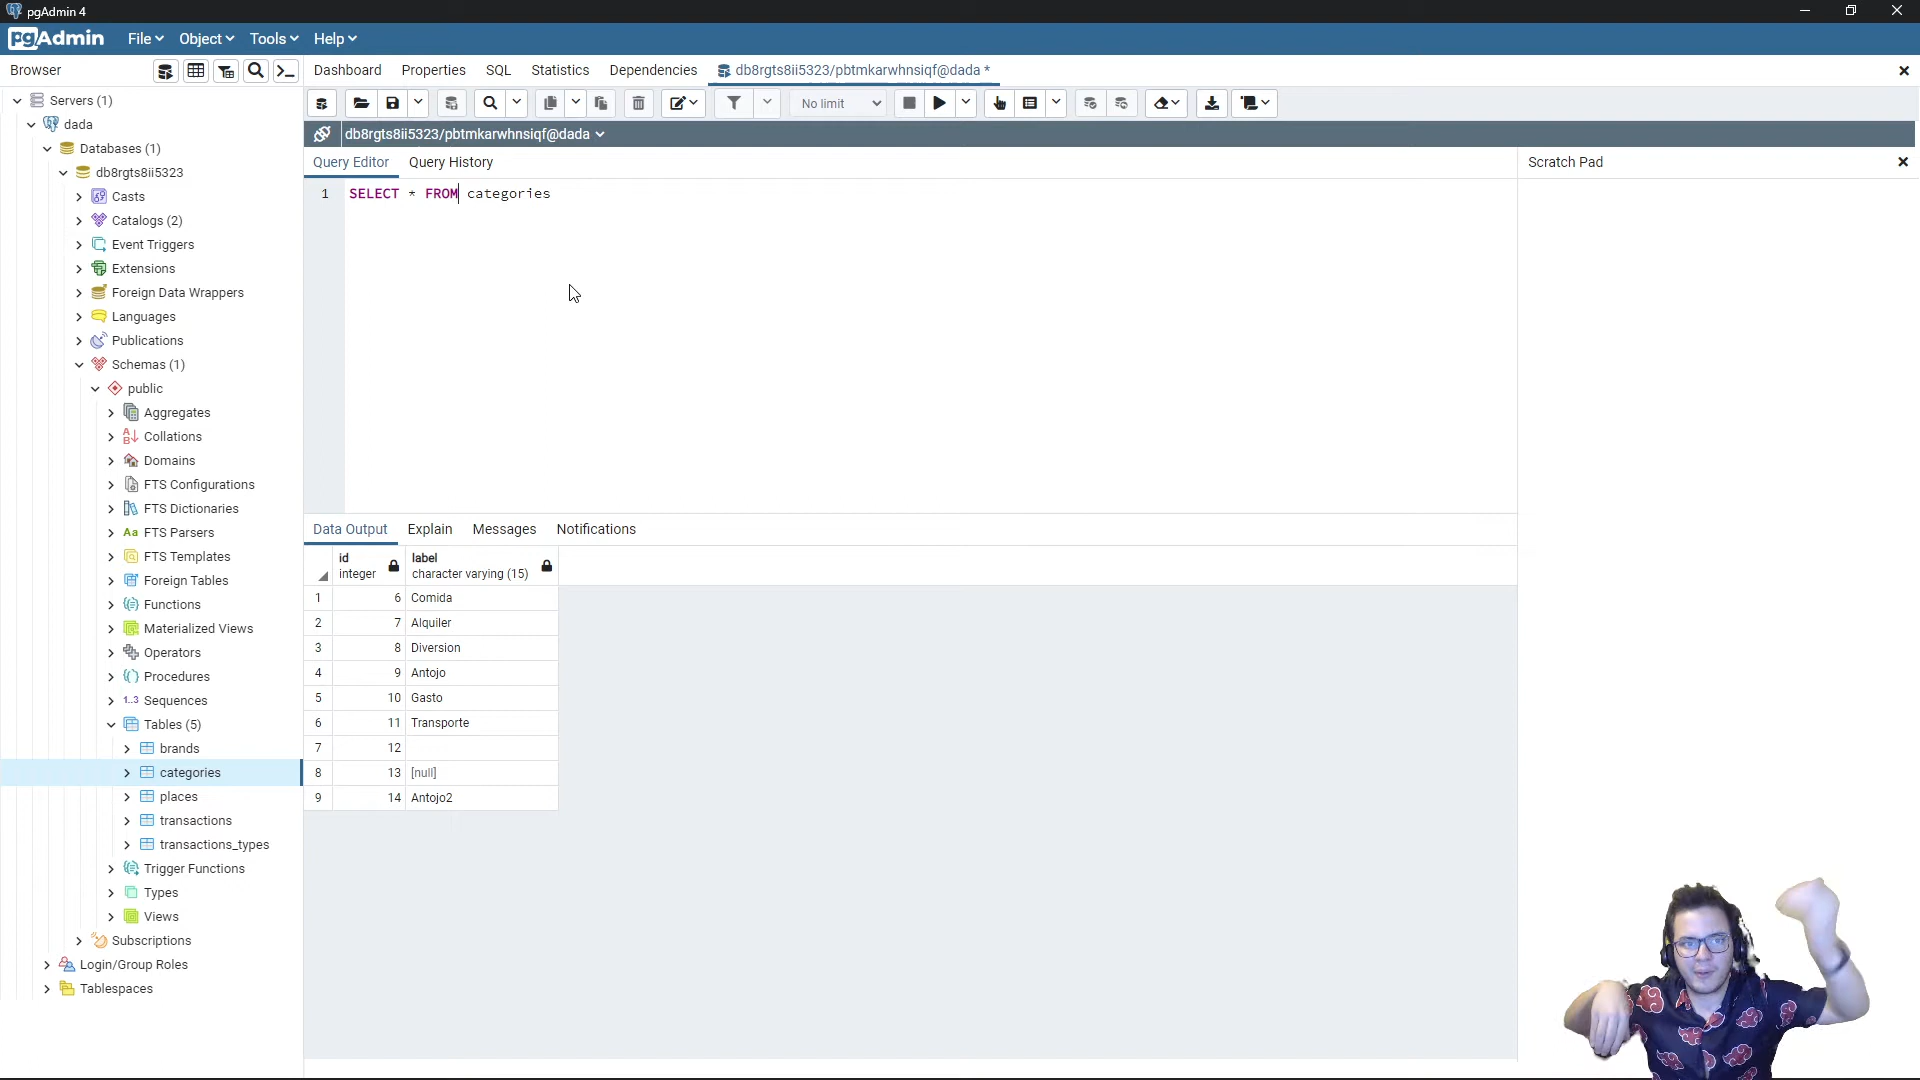 pgAdmin 4
pgAdmin File Object Tools Help
Browser
Dashboard Properties SQL Statistics Dependencies db8rgts8ii5323/pbtmkarwhnsiqf@dada *
No limit
db8rgts8ii5323/pbtmkarwhnsiqf@dada
Query Editor Query History
Scratch Pad
1 SELECT * FROM categories
Servers (1)
dada
Databases (1)
db8rgts8ii5323
Casts
Catalogs (2)
Event Triggers
Extensions
Foreign Data Wrappers
Languages
Publications
Schemas (1)
public
Aggregates
Collations
Domains
FTS Configurations
FTS Dictionaries
Aa FTS Parsers
FTS Templates
Foreign Tables
Functions
Materialized Views
Operators
Procedures
1..3 Sequences
Tables (5)
brands
categories
places
transactions
transactions_types
Trigger Functions
Types
Views
Subscriptions
Login/Group Roles
Tablespaces
Data Output Explain Messages Notifications
id label
integer character varying (15)
1 6 Comida
2 7 Alquiler
3 8 Diversion
4 9 Antojo
5 10 Gasto
6 11 Transporte
7 12
8 13 [null]
9 14 Antojo2